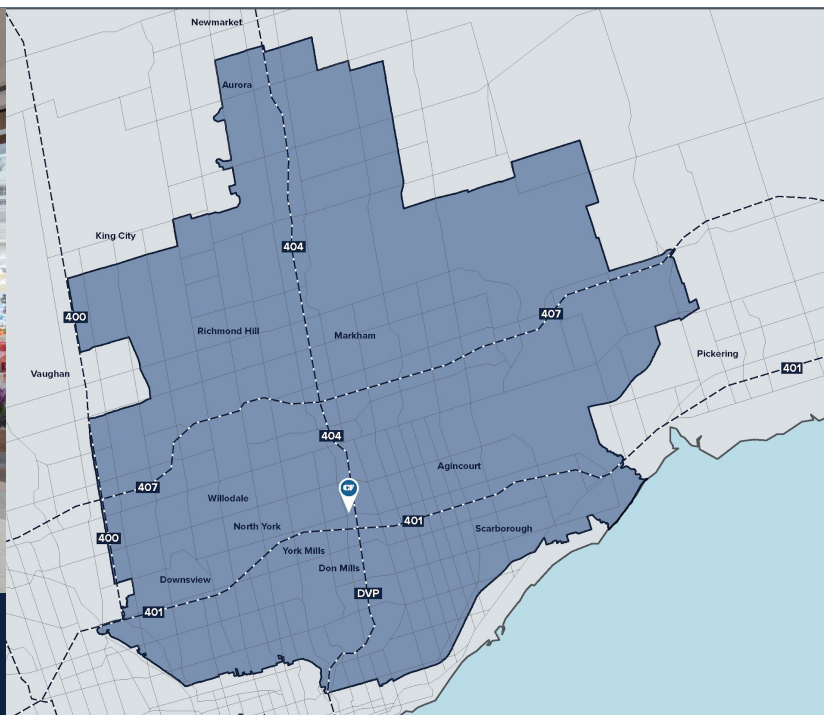 Newmarket
Aurora
King City
404
400
407
Richmond Hill
Markham
Pickering
401
Vaughan
404
Agincourt
407
Willodale
CF
401
North York
Scarborough
400
York Mills
Don Mills
Downsview
DVP
401